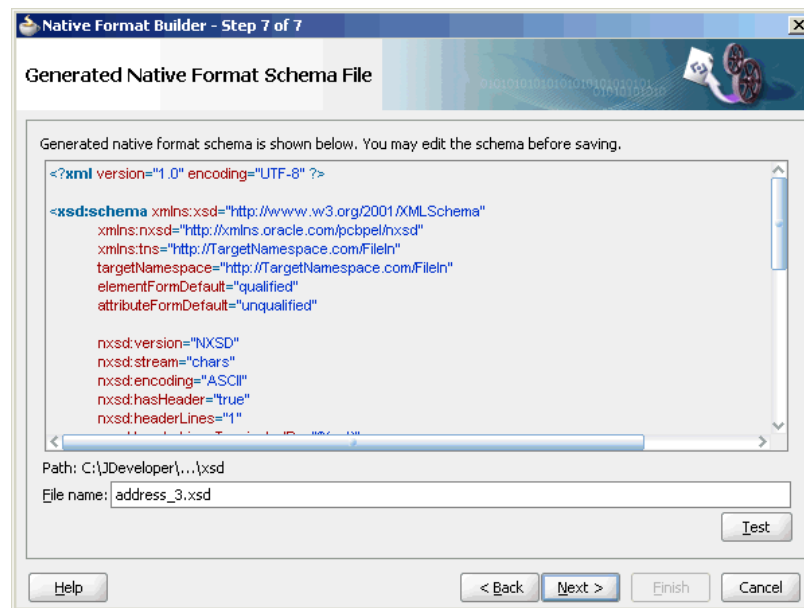 Native Format Builder - Step 7 of 7
Generated Native Format Schema File
Generated native format schema is shown below. You may edit the schema before saving.
<?xml version="1.0" encoding="UTF-8" ?>
<xsd:schema xmlns:xsd="http://www.w3.org/2001/XMLSchema"
xmlns:nxsd="http://xmlns.oracle.com/pcbpel/nxsd"
xmlns:tns="http://TargetNamespace.com/FileIn"
targetNamespace="http://TargetNamespace.com/FileIn"
elementFormDefault="qualified"
attributeFormDefault="unqualified"
nxsd:version="NXSD"
nxsd:stream="chars"
nxsd:encoding="ASCII"
nxsd:hasHeader="true"
nxsd:headerLines="1"
Path: C:\JDeveloper\...\xsd
File name: address_3.xsd
Test
Help
< Back
Next >
Finish
Cancel